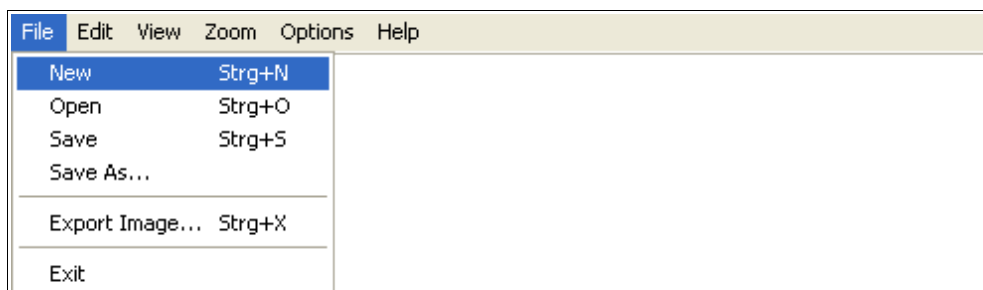 File Edit View Zoom Options Help
New Strg+N
Open Strg+O
Save Strg+S
Save As...
Export Image... Strg+X
Exit